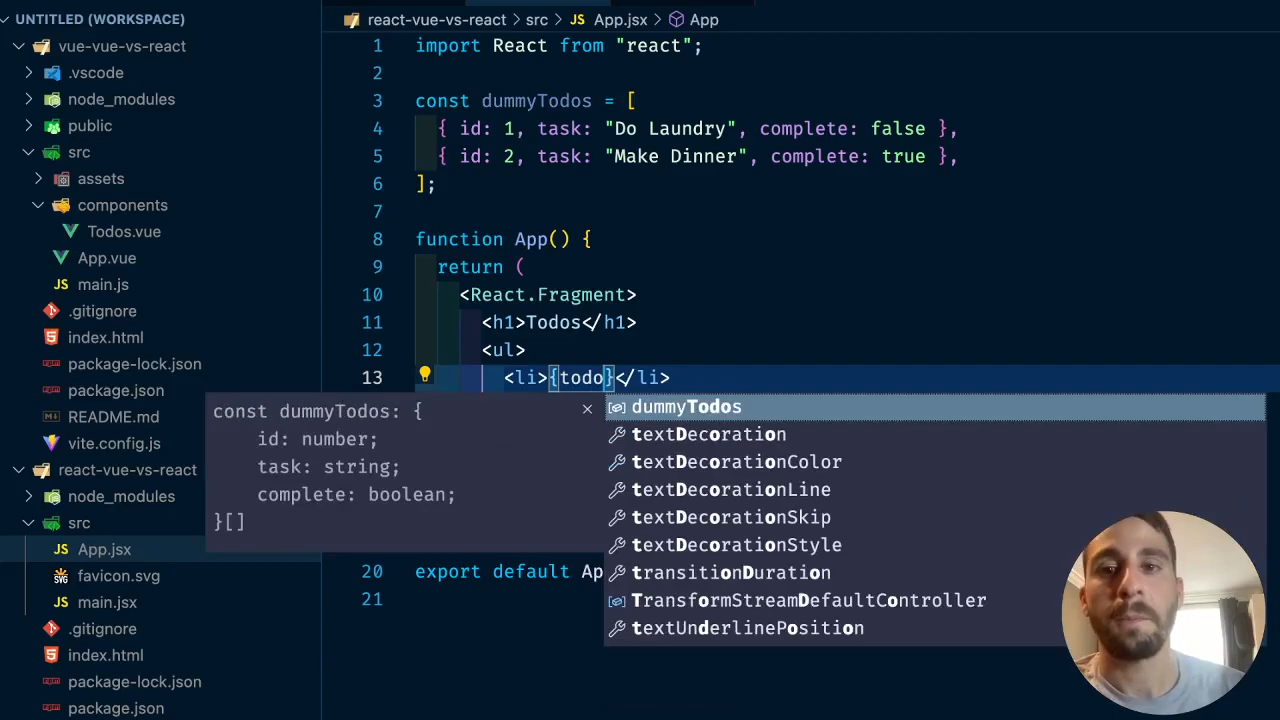 UNTITLED (WORKSPACE)
vue-vue-vs-react
.vscode
node_modules
public
src
assets
components
Todos.vue
App.vue
JS main.js
.gitignore
index.html
package-lock.json
package.json
README.md
vite.config.js
react-vue-vs-react
node_modules
src
JS App.jsx
favicon.svg
JS main.jsx
.gitignore
index.html
package-lock.json
package.json
react-vue-vs-react > src > JS App.jsx > App
1 import React from "react";
2
3 const dummyTodos = [
4 { id: 1, task: "Do Laundry", complete: false },
5 { id: 2, task: "Make Dinner", complete: true },
6 ];
7
8 function App() {
9 return (
10 <React.Fragment>
11 <h1>Todos</h1>
12 <ul>
13 <li>{todo}</li>
const dummyTodos: {
id: number;
task: string;
complete: boolean;
}[]
dummyTodos
textDecoration
textDecorationColor
textDecorationLine
textDecorationSkip
textDecorationStyle
transitionDuration
TransformStreamDefaultController
textUnderlinePosition
20 export default Ap
21